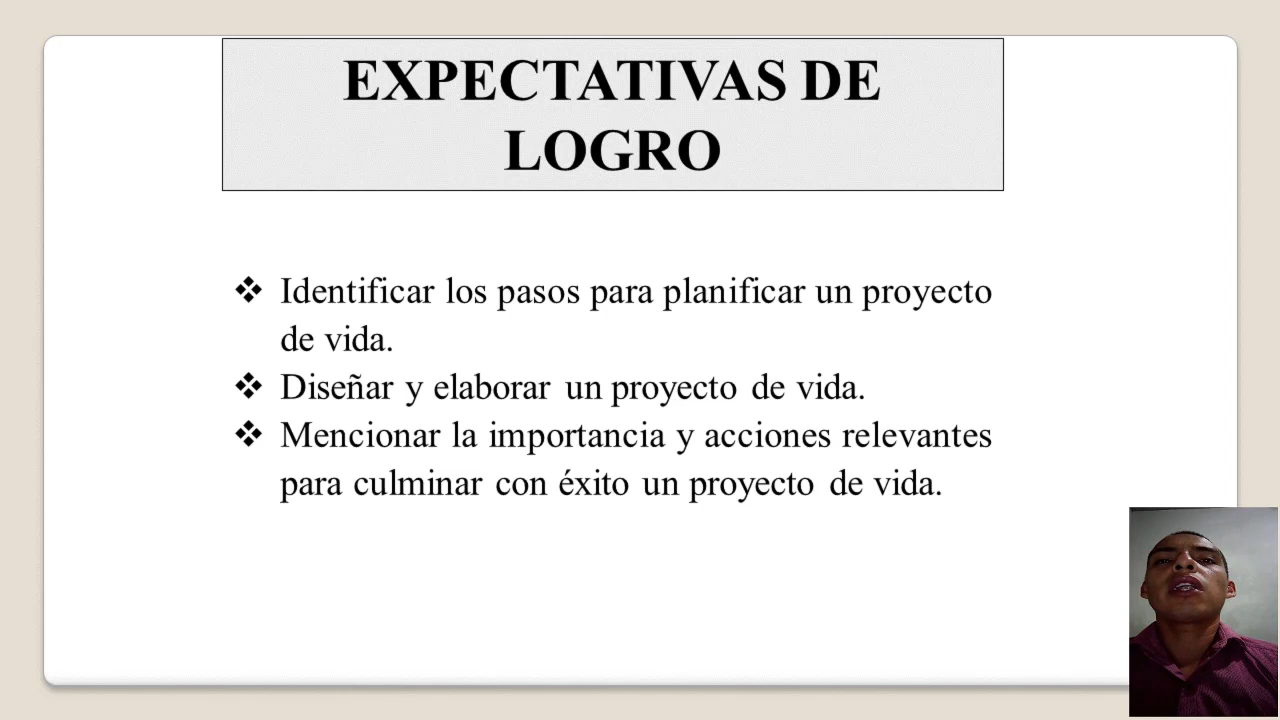 EXPECTATIVAS DE
LOGRO
❖ Identificar los pasos para planificar un proyecto
de vida.
❖ Diseñar y elaborar un proyecto de vida.
❖ Mencionar la importancia y acciones relevantes
para culminar con éxito un proyecto de vida.